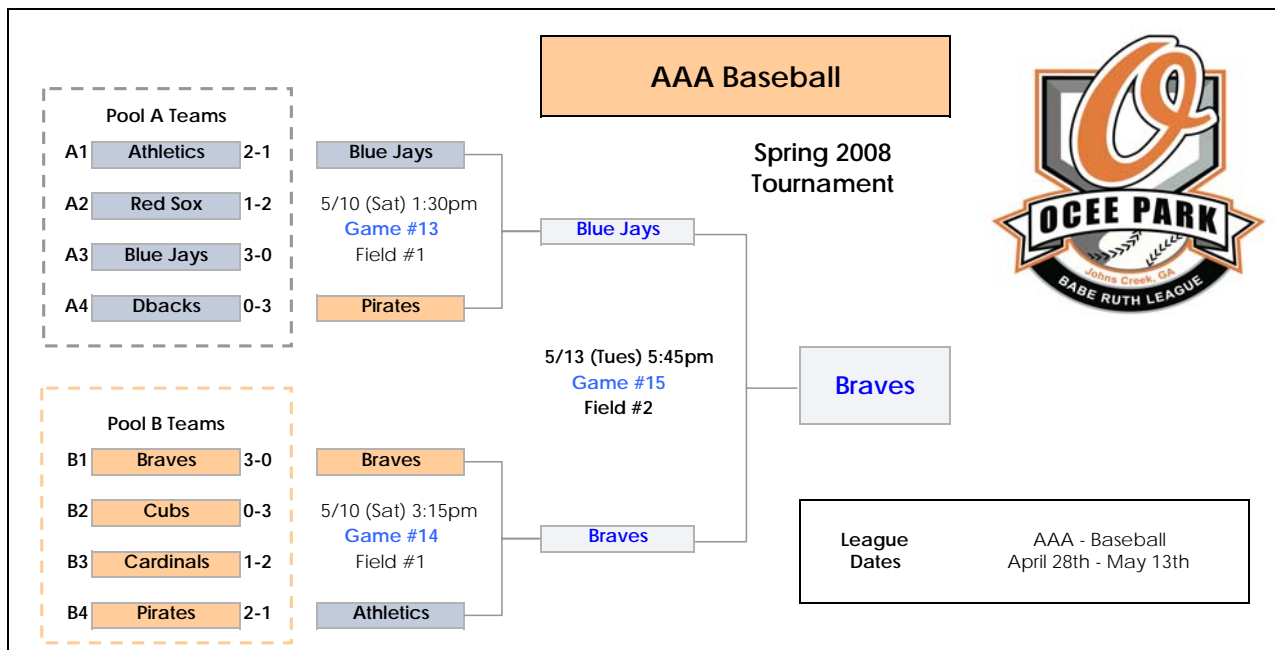 AAA Baseball
Spring 2008
Tournament
O
OCEE PARK
Johns Creek, GA
BABE RUTH LEAGUE
Pool A Teams
A1 Athletics 2-1
A2 Red Sox 1-2
A3 Blue Jays 3-0
A4 Dbacks 0-3
Blue Jays
5/10 (Sat) 1:30pm
Game #13
Field #1
Pirates
Blue Jays
5/13 (Tues) 5:45pm
Game #15
Field #2
Braves
Pool B Teams
B1 Braves 3-0
B2 Cubs 0-3
B3 Cardinals 1-2
B4 Pirates 2-1
Braves
5/10 (Sat) 3:15pm
Game #14
Field #1
Athletics
Braves
League AAA - Baseball
Dates April 28th - May 13th